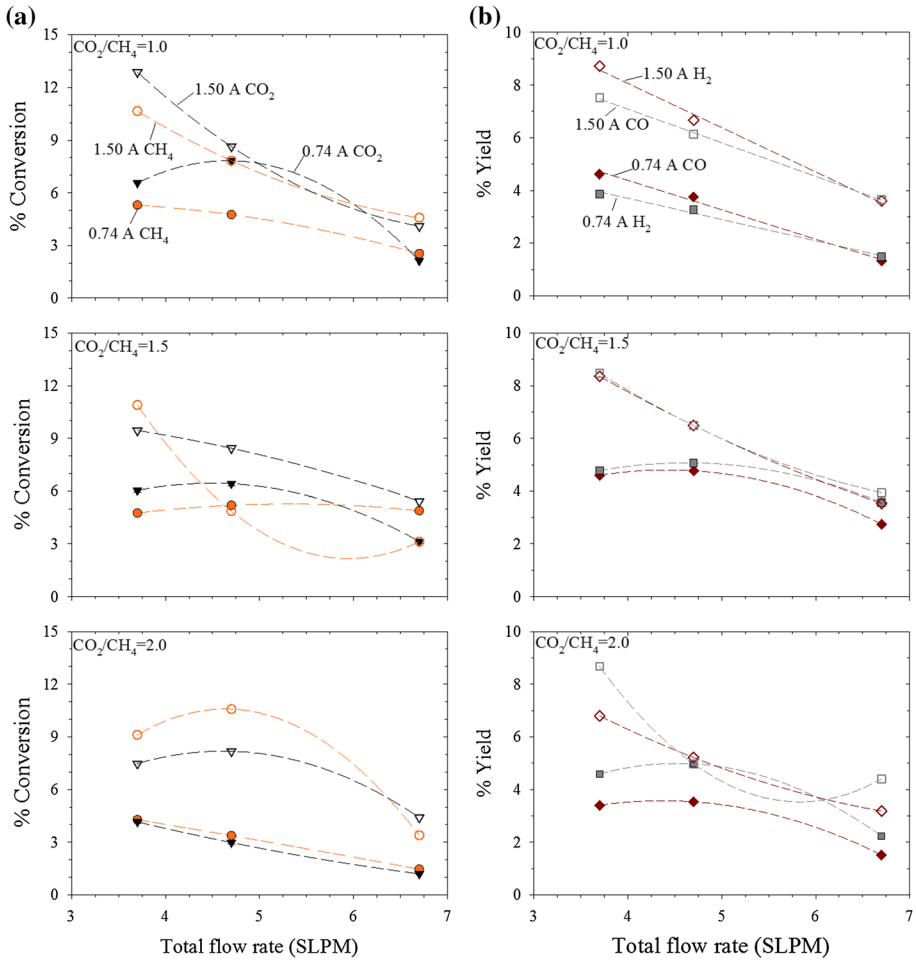 (a)
(b)
CO₂/CH₄=1.0
15
12
9
6
3
0
% Conversion
1.50 A CO₂
1.50 A CH₄
0.74 A CO₂
0.74 A CH₄
CO₂/CH₄=1.0
10
8
6
4
2
0
% Yield
1.50 A H₂
1.50 A CO
0.74 A CO
0.74 A H₂
CO₂/CH₄=1.5
15
12
9
6
3
0
% Conversion
CO₂/CH₄=1.5
10
8
6
4
2
0
% Yield
CO₂/CH₄=2.0
15
12
9
6
3
0
% Conversion
3 4 5 6 7
Total flow rate (SLPM)
CO₂/CH₄=2.0
10
8
6
4
2
0
% Yield
3 4 5 6 7
Total flow rate (SLPM)